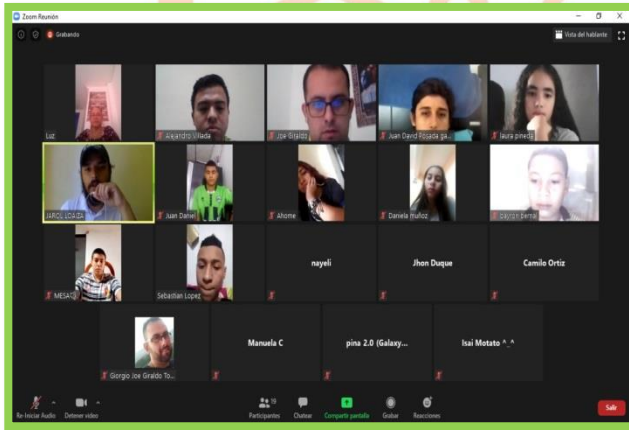 Zoom Reunión
Grabando
Vista del hablante
Luz
Alejandro Villada
Joe Giraldo
Juan David Posada ga...
laura pineda
JAROL LOAIZA
Juan Daniel
Ahome
Daniela muñoz
dayron bernal
MESACÉ
Sebastian Lopez
nayeli
Jhon Duque
Camilo Ortiz
Giorgio Joe Giraldo To...
Manuela C
pina 2.0 (Galaxy...
Isai Motato ^_^
Re-Iniciar Audio
Detener video
Participantes
Chatear
Compartir pantalla
Grabar
Reacciones
Salir